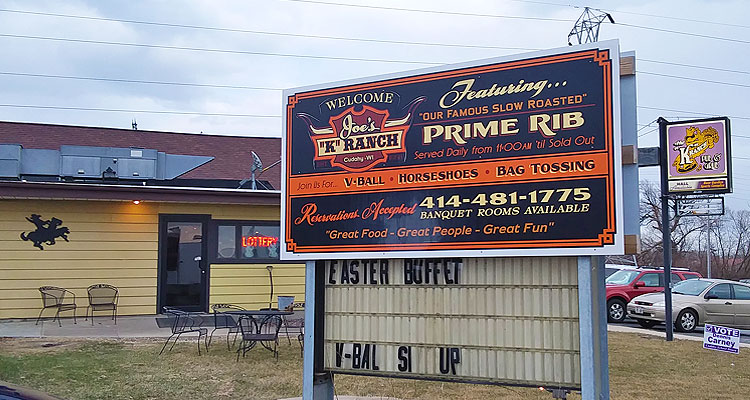 WELCOME
Joe's
"K" RANCH
Cudahy-WI
Featuring...
"OUR FAMOUS SLOW ROASTED"
PRIME RIB
Served Daily from 11:00AM 'til Sold Out
Join Us For... V-BALL • HORSESHOES • BAG TOSSING
Reservations Accepted 414-481-1775
BANQUET ROOMS AVAILABLE
"Great Food - Great People - Great Fun"
EASTER BUFFET
V-BAL SI UP
LOTTERY
HALL
VOTE
Carney